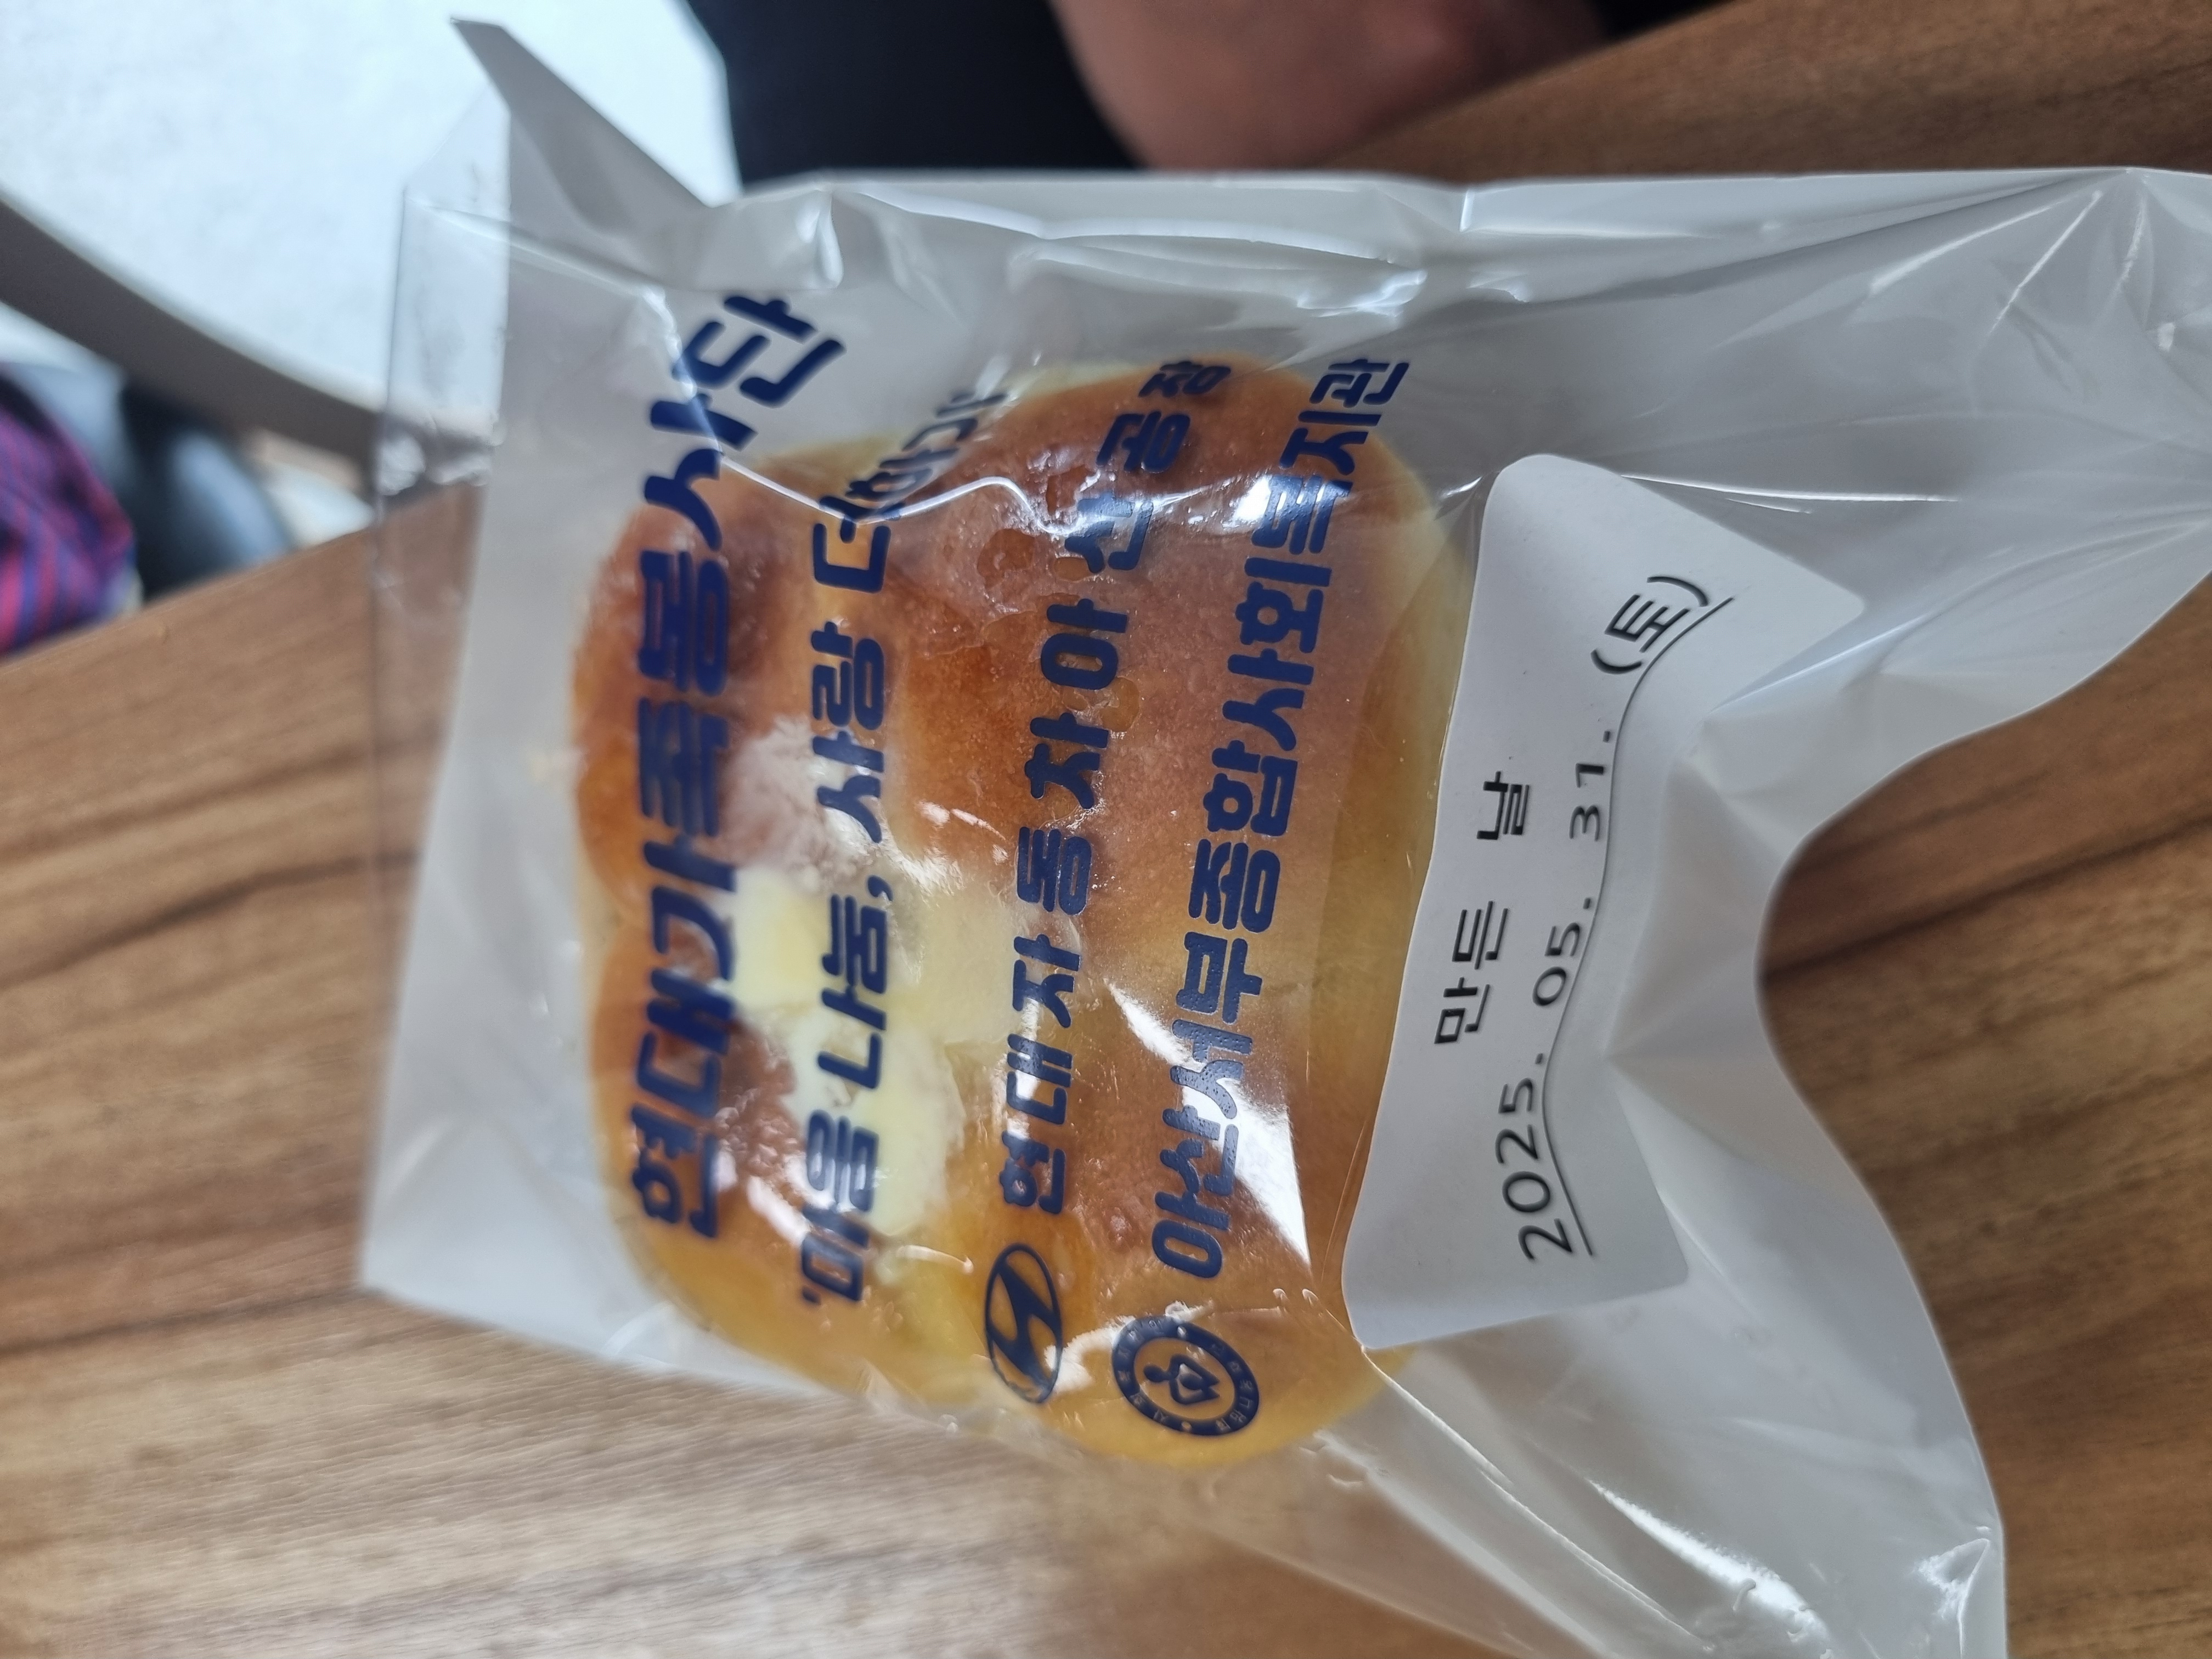 현대가족봉사단
'마음 나눔, 사랑 더하기
현대자동차 아산공장
아산서부종합사회복지관
만든 날
2025. 05. 31. (토)